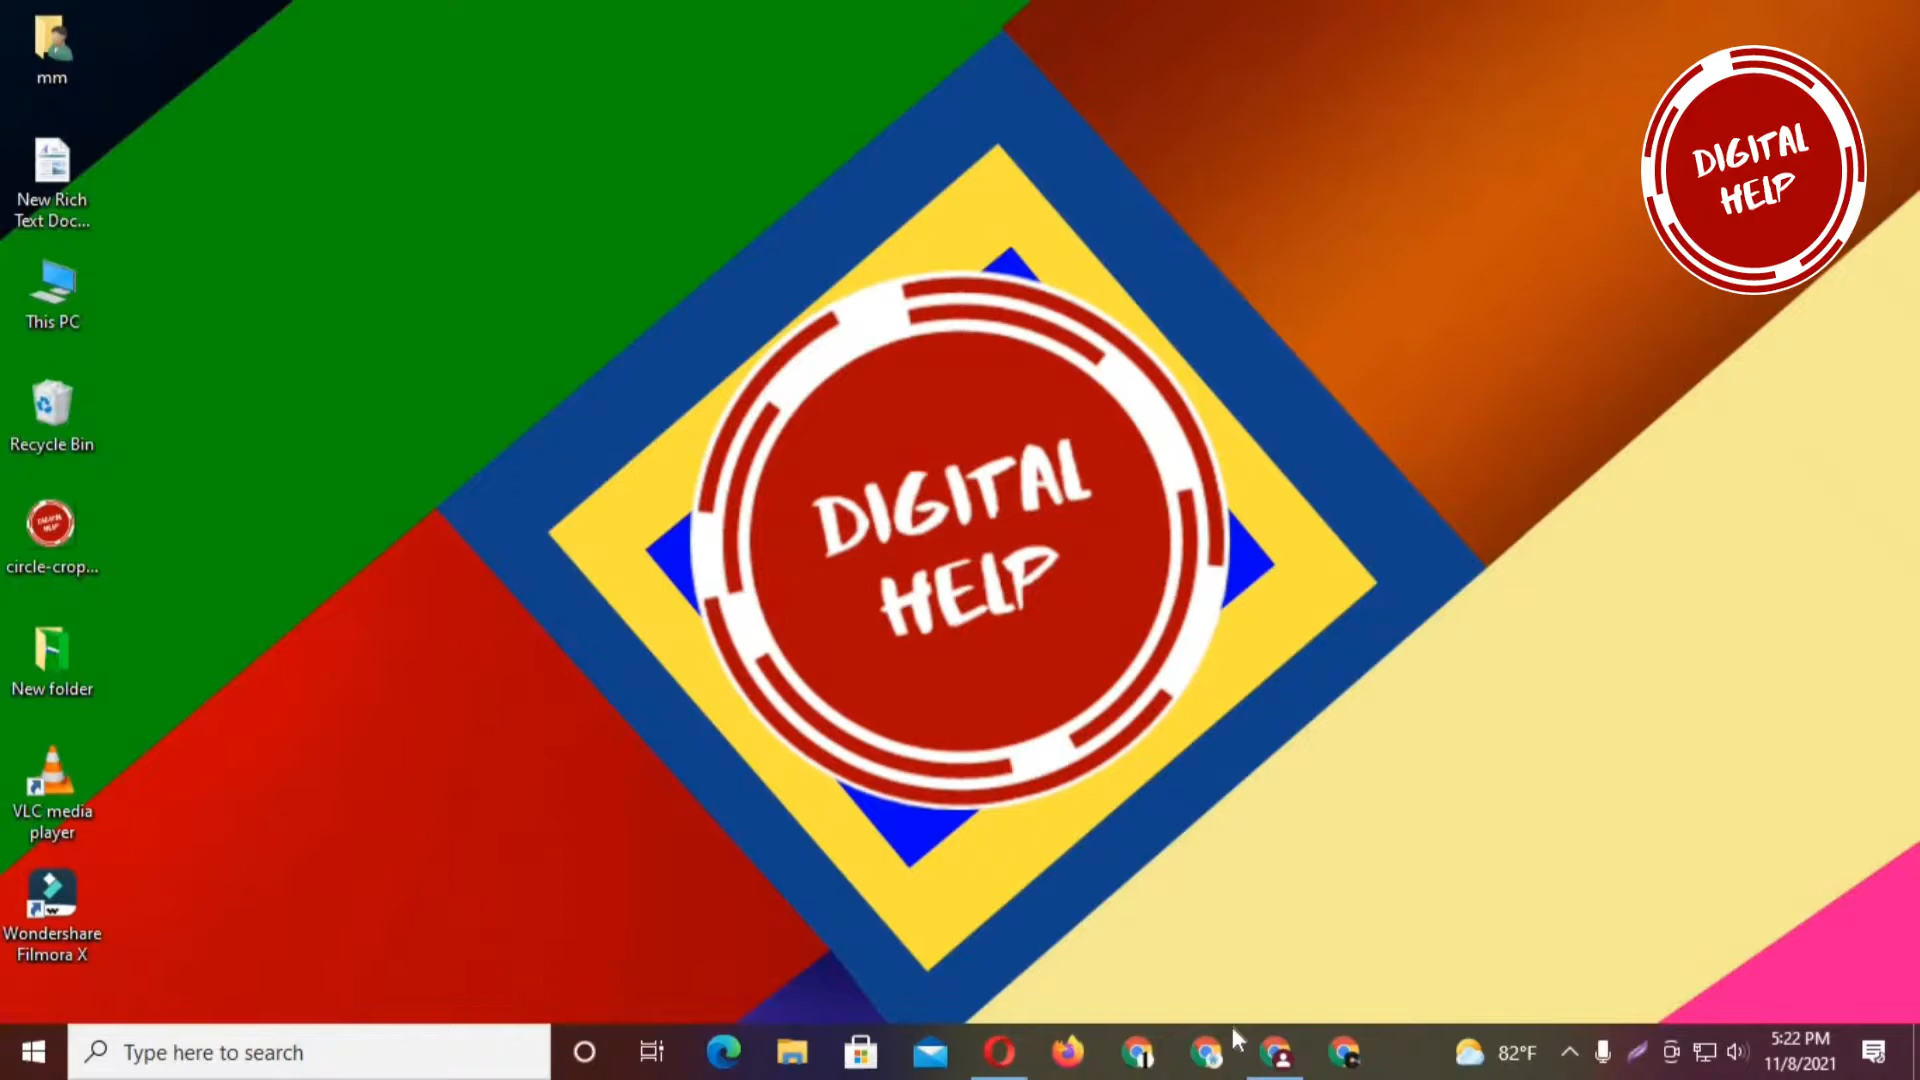 mm
New Rich
Text Doc...
This PC
Recycle Bin
circle-crop...
New folder
VLC media
player
Wondershare
Filmora X
DIGITAL
HELP
DIGITAL
HELP
Type here to search
82°F
5:22 PM
11/8/2021